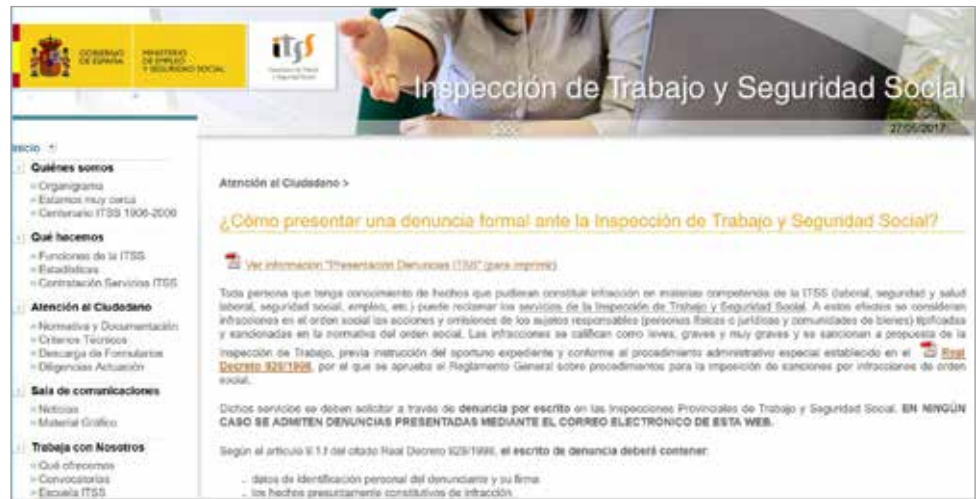 GOBIERNO
DE ESPAÑA
MINISTERIO
DE EMPLEO
Y SEGURIDAD SOCIAL
itss
Inspección de Trabajo y Seguridad Social
27/05/2017
Inicio
Quiénes somos
Organigrama
Estamos muy cerca
Centenario ITSS 1906-2006
Qué hacemos
Funciones de la ITSS
Estadísticas
Contratación Servicios ITSS
Atención al Ciudadano
Normativa y Documentación
Criterios Técnicos
Descarga de Formularios
Diligencias Actuación
Sala de comunicaciones
Noticias
Material Gráfico
Trabaja con Nosotros
Qué ofrecemos
Convocatorias
Escuela ITSS
Atención al Ciudadano >
¿Cómo presentar una denuncia formal ante la Inspección de Trabajo y Seguridad Social?
Ver información "Presentación Denuncias ITSS" (para imprimir)
Toda persona que tenga conocimiento de hechos que pudieran constituir infracción en materias competencia de la ITSS (laboral, seguridad y salud
laboral, seguridad social, empleo, etc.) puede reclamar los servicios de la Inspección de Trabajo y Seguridad Social. A estos efectos se consideran
infracciones en el orden social las acciones y omisiones de los sujetos responsables (personas físicas o jurídicas y comunidades de bienes) tipificadas
y sancionadas en la normativa del orden social. Las infracciones se califican como leves, graves y muy graves y se sancionan a propuesta de la
Inspección de Trabajo, previa instrucción del oportuno expediente y conforme al procedimiento administrativo especial establecido en el Real
Decreto 928/1998, por el que se aprueba el Reglamento General sobre procedimientos para la imposición de sanciones por infracciones de orden
social.
Dichos servicios se deben solicitar a través de denuncia por escrito en las Inspecciones Provinciales de Trabajo y Seguridad Social. EN NINGÚN
CASO SE ADMITEN DENUNCIAS PRESENTADAS MEDIANTE EL CORREO ELECTRÓNICO DE ESTA WEB.
Según el artículo 9.1.f del citado Real Decreto 928/1998, el escrito de denuncia deberá contener:
datos de identificación personal del denunciante y su firma
los hechos presuntamente constitutivos de infracción